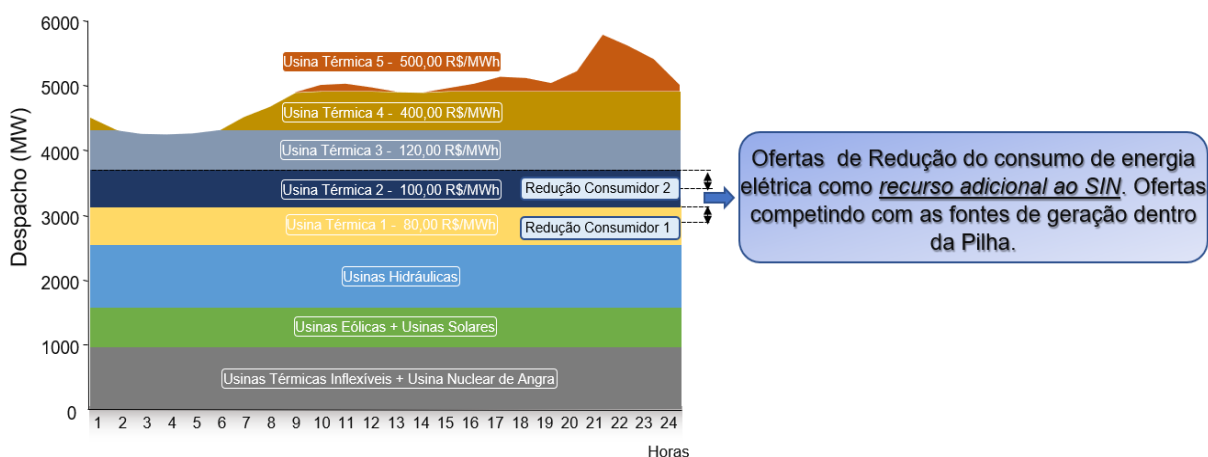 6000
5000
4000
3000
2000
1000
0
Despacho (MW)
Usina Térmica 5 - 500,00 R$/MWh
Usina Térmica 4 - 400,00 R$/MWh
Usina Térmica 3 - 120,00 R$/MWh
Usina Térmica 2 - 100,00 R$/MWh
Redução Consumidor 2
Usina Térmica 1 - 80,00 R$/MWh
Redução Consumidor 1
Usinas Hidráulicas
Usinas Eólicas + Usinas Solares
Usinas Térmicas Inflexíveis + Usina Nuclear de Angra
1 2 3 4 5 6 7 8 9 10 11 12 13 14 15 16 17 18 19 20 21 22 23 24
Horas
Ofertas de Redução do consumo de energia
elétrica como recurso adicional ao SIN. Ofertas
competindo com as fontes de geração dentro
da Pilha.